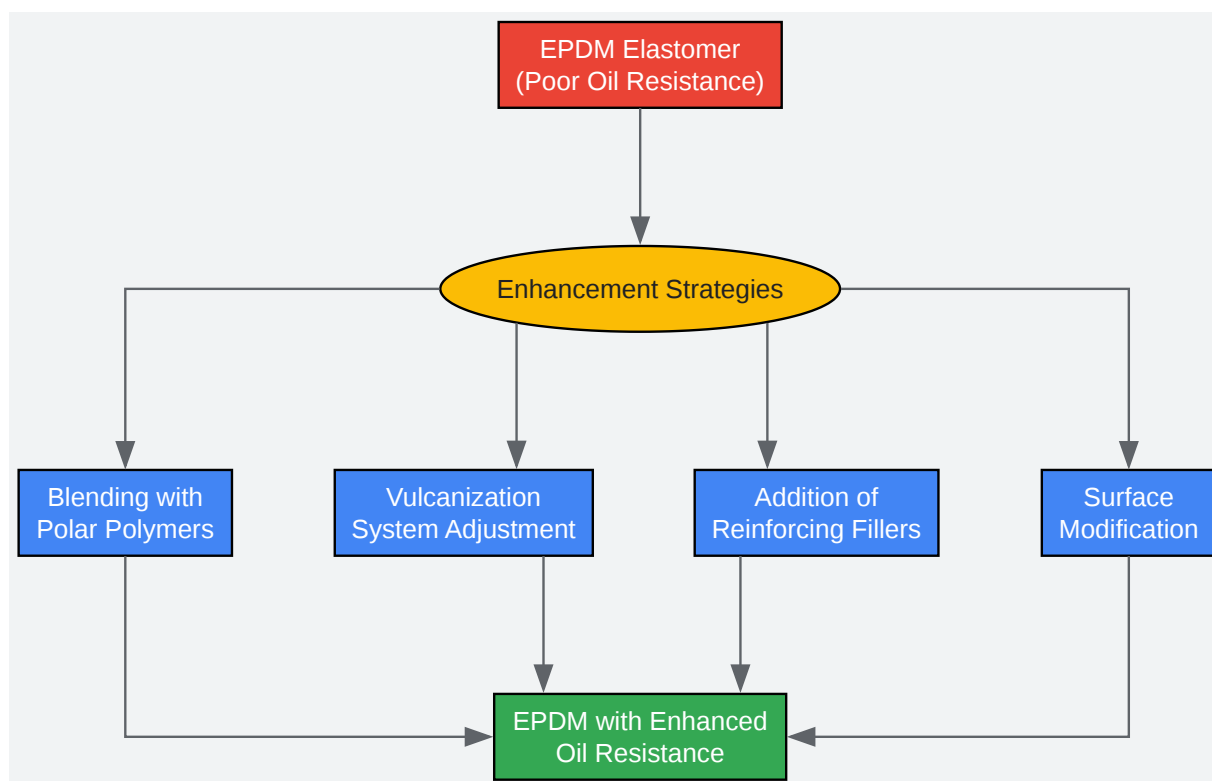 EPDM Elastomer
(Poor Oil Resistance)
Enhancement Strategies
Blending with
Polar Polymers
Vulcanization
System Adjustment
Addition of
Reinforcing Fillers
Surface
Modification
EPDM with Enhanced
Oil Resistance